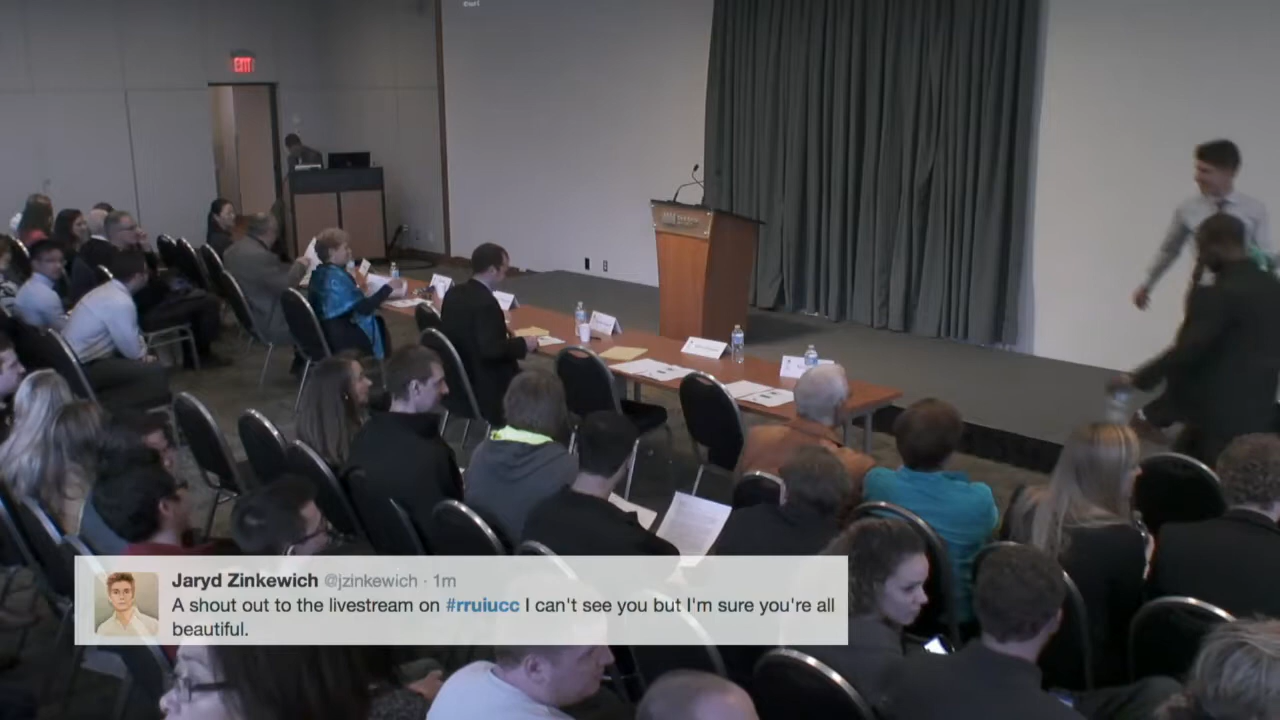 EXIT
Jaryd Zinkewich @jzinkewich · 1m
A shout out to the livestream on #rruiucc I can't see you but I'm sure you're all
beautiful.